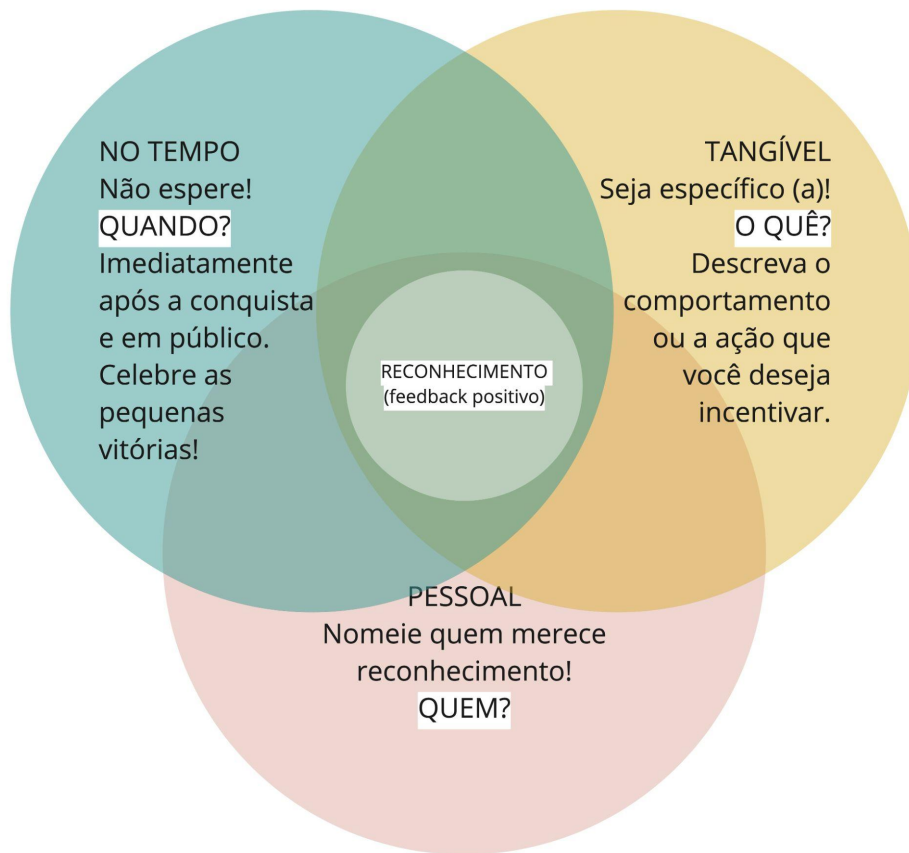 NO TEMPO
Não espere!
QUANDO?
Imediatamente
após a conquista
e em público.
Celebre as
pequenas
vitórias!
TANGÍVEL
Seja específico (a)!
O QUÊ?
Descreva o
comportamento
ou a ação que
você deseja
incentivar.
RECONHECIMENTO
(feedback positivo)
PESSOAL
Nomeie quem merece
reconhecimento!
QUEM?